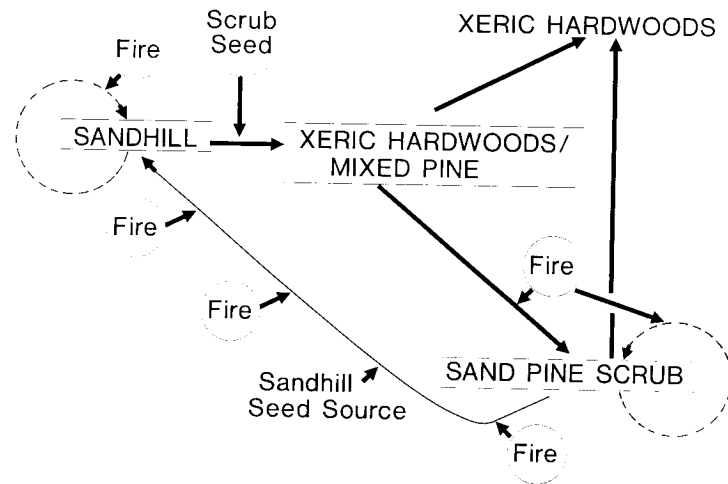 Scrub
Seed
XERIC HARDWOODS
Fire
SANDHILL
XERIC HARDWOODS/
MIXED PINE
Fire
Fire
Fire
SAND PINE SCRUB
Sandhill
Seed Source
Fire